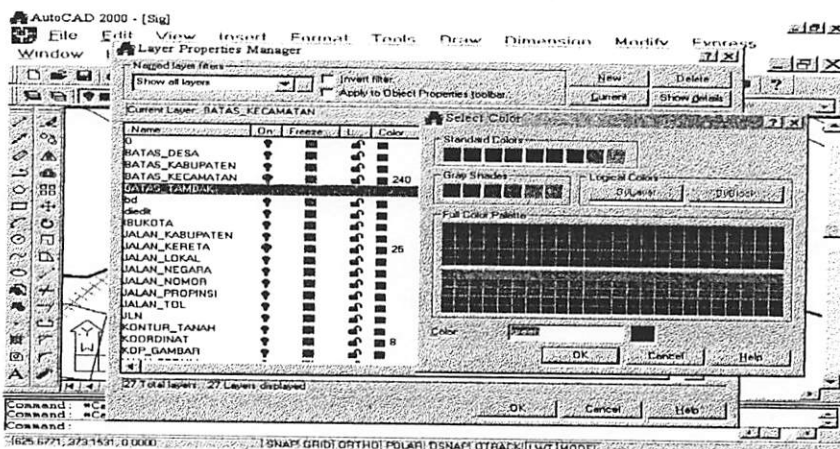 AutoCAD 2000 - [Sig]
File Edit View Insert Format Tools Draw Dimension Modify Express
Window
Layer Properties Manager
Named layer filters
Show all layers
Invert filter
Apply to Object Properties toolbar
New
Delete
Current
Show details
Current Layer: BATAS_KECAMATAN
Name On Freeze... L... Color
0
BATAS_DESA
BATAS_KABUPATEN
BATAS_KECAMATAN 240
BATAS_TAMBAK
bd
diedit
IBUKOTA
JALAN_KABUPATEN
JALAN_KERETA 25
JALAN_LOKAL
JALAN_NEGARA
JALAN_NOMOR
JALAN_PROPINSI
JALAN_TOL
JLN
KONTUR_TANAH
KOORDINAT 8
KOP_GAMBAR
Select Color
Standard Colors
Gray Shades
Logical Colors
ByLayer
ByBlock
Full Color Palette
Color:
OK
Cancel
Help
27 Total layers 27 Layers displayed
OK
Cancel
Help
Command:
Command:
Command:
SNAP GRID ORTHO POLAR OSNAP OTRACK LWT MODEL